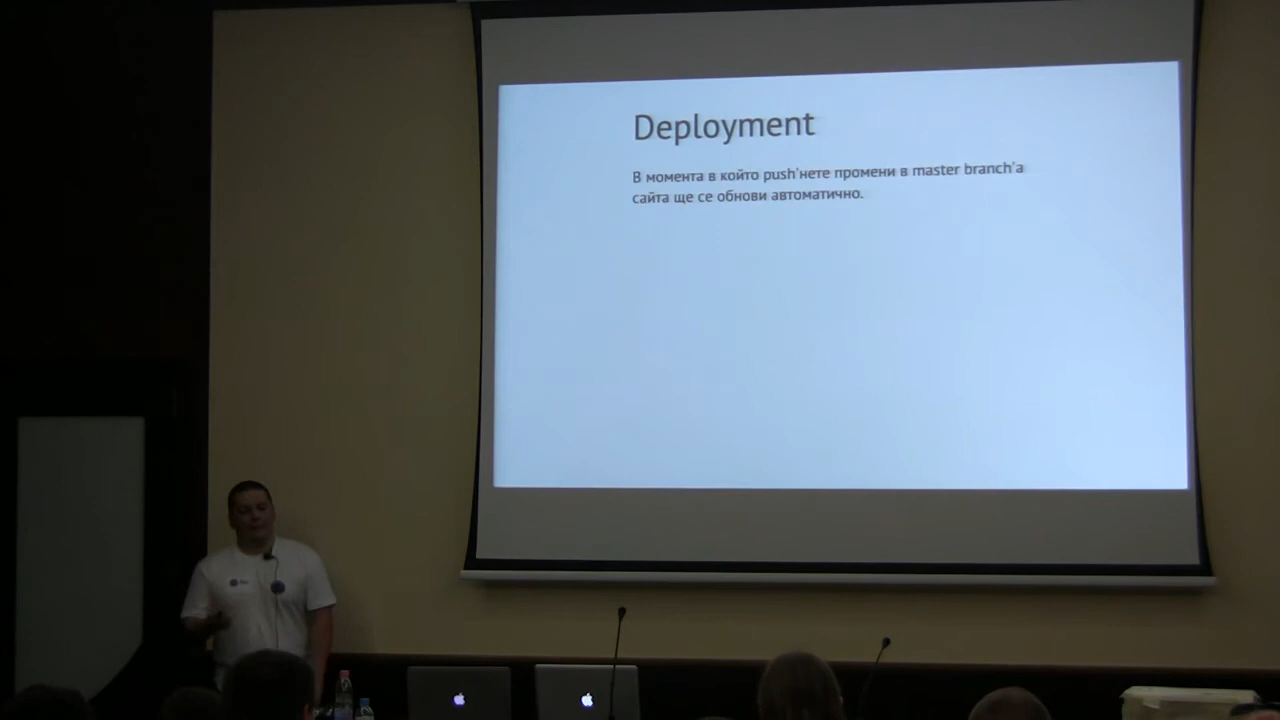 Deployment
В момента в който push'нете промени в master branch'а
сайта ще се обнови автоматично.